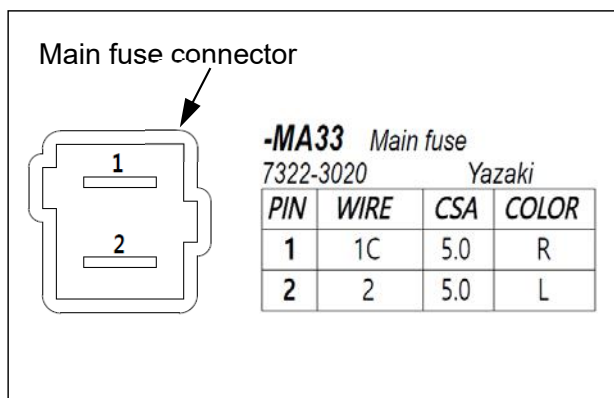 Main fuse connector
1
2
-MA33 Main fuse
7322-3020 Yazaki
PIN WIRE CSA COLOR
1 1C 5.0 R
2 2 5.0 L